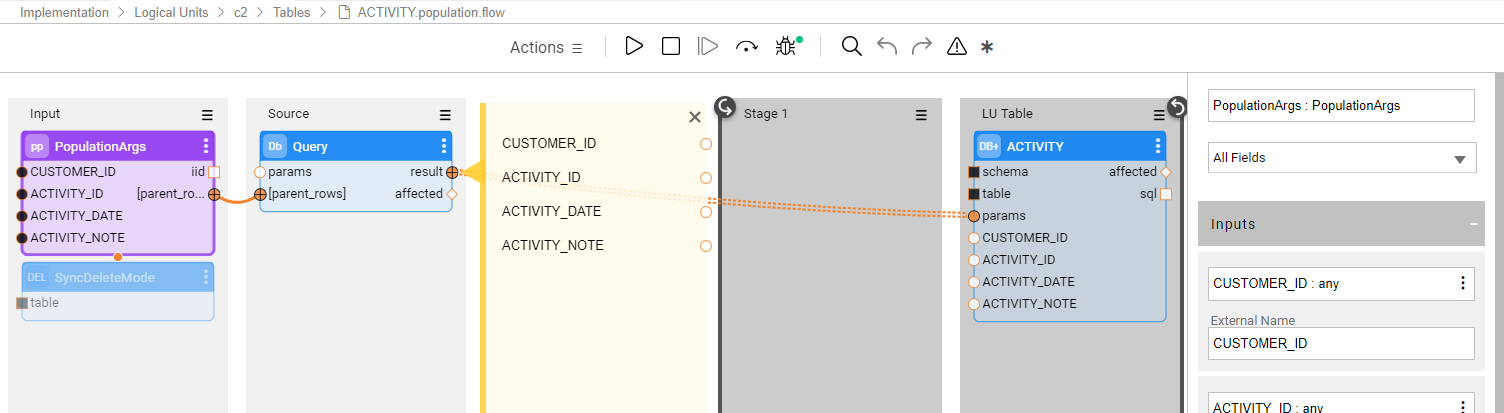 Implementation > Logical Units > c2 > Tables > ACTIVITY.population.flow
Actions
Input
pp PopulationArgs
CUSTOMER_ID iid
ACTIVITY_ID [parent_ro...
ACTIVITY_DATE
ACTIVITY_NOTE
DEL SyncDeleteMode
table
Source
Db Query
params result
[parent_rows] affected
CUSTOMER_ID
ACTIVITY_ID
ACTIVITY_DATE
ACTIVITY_NOTE
Stage 1
LU Table
DB+ ACTIVITY
schema affected
table sql
params
CUSTOMER_ID
ACTIVITY_ID
ACTIVITY_DATE
ACTIVITY_NOTE
PopulationArgs : PopulationArgs
All Fields
Inputs
CUSTOMER_ID : any
External Name
CUSTOMER_ID
ACTIVITY_ID : any